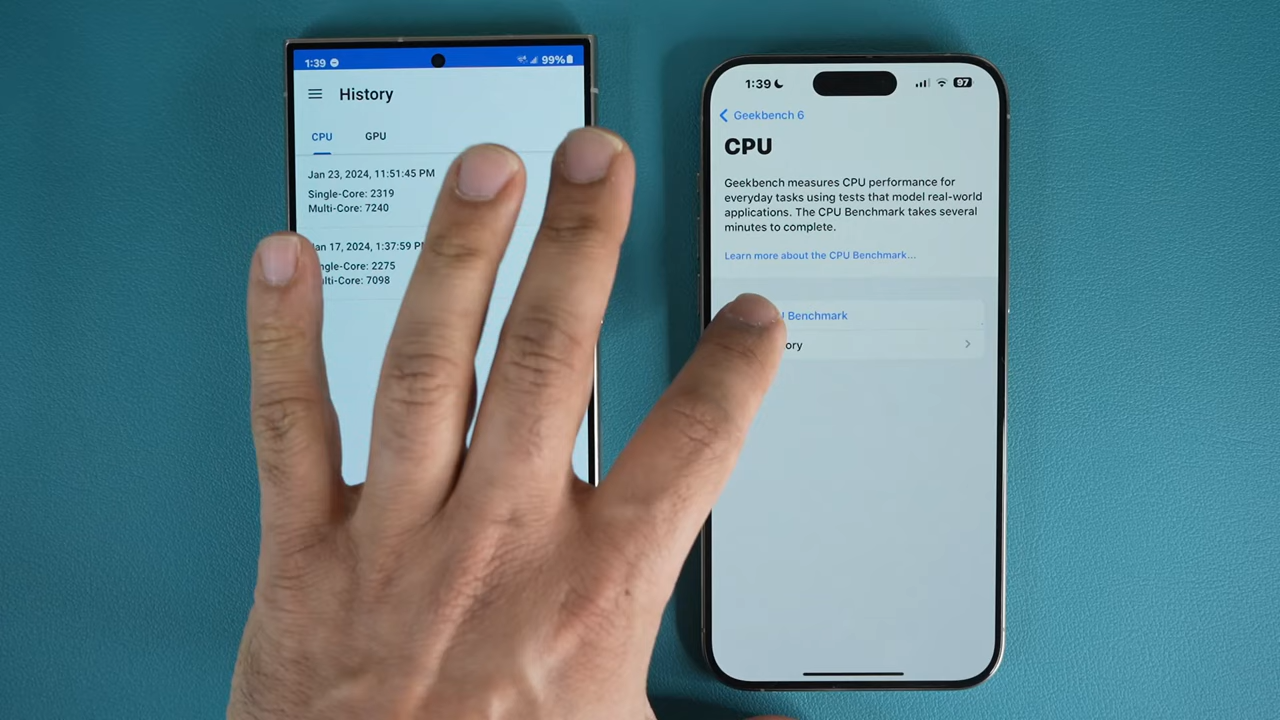 1:39
99%
History
CPU
GPU
Jan 23, 2024, 11:51:45 PM
Single-Core: 2319
Multi-Core: 7240
an 17, 2024, 1:37:59 P
ngle-Core: 2275
lti-Core: 7098
1:39
97
Geekbench 6
CPU
Geekbench measures CPU performance for
everyday tasks using tests that model real-world
applications. The CPU Benchmark takes several
minutes to complete.
Learn more about the CPU Benchmark...
Benchmark
ory